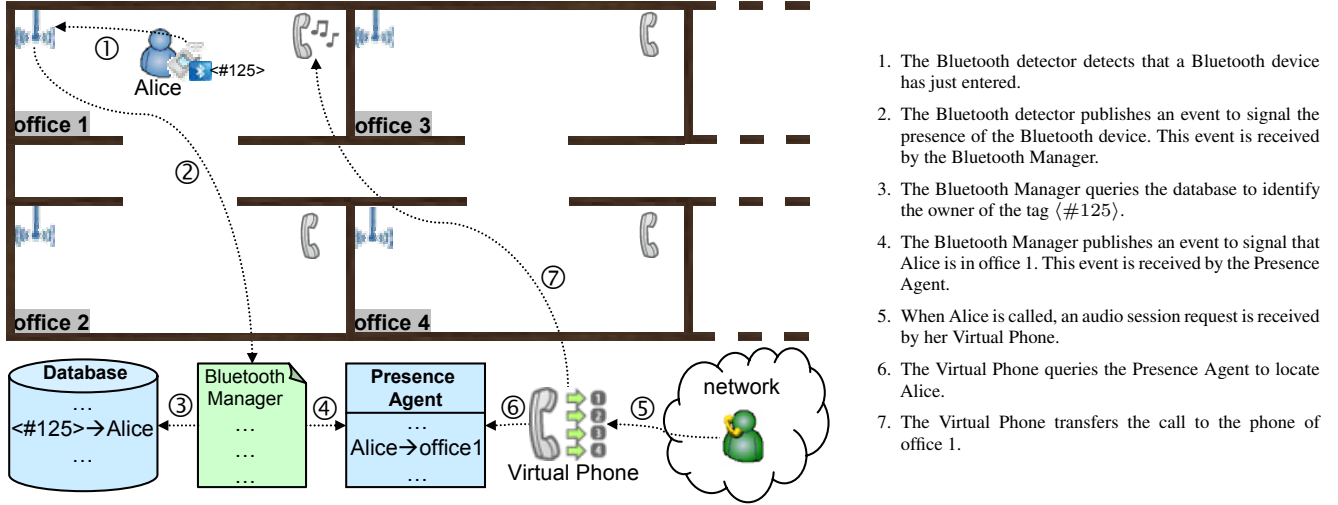 ①
<#125>
Alice
office 1
office 3
②
⑦
office 2
office 4
Database
…
<#125>→Alice
…
③
Bluetooth
Manager
…
…
…
④
Presence
Agent
…
Alice→office1
…
⑥
1
2
3
4
Virtual Phone
⑤
network
1. The Bluetooth detector detects that a Bluetooth device
has just entered.
2. The Bluetooth detector publishes an event to signal the
presence of the Bluetooth device. This event is received
by the Bluetooth Manager.
3. The Bluetooth Manager queries the database to identify
the owner of the tag ⟨#125⟩.
4. The Bluetooth Manager publishes an event to signal that
Alice is in office 1. This event is received by the Presence
Agent.
5. When Alice is called, an audio session request is received
by her Virtual Phone.
6. The Virtual Phone queries the Presence Agent to locate
Alice.
7. The Virtual Phone transfers the call to the phone of
office 1.